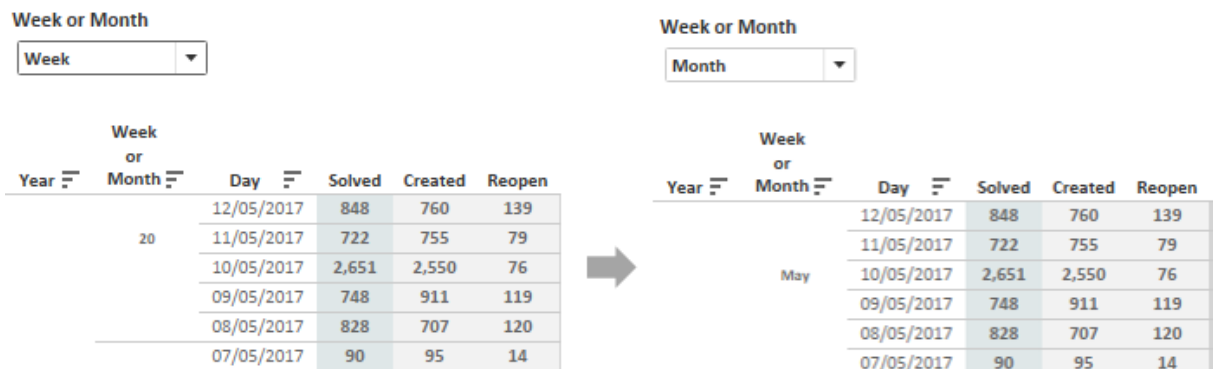 Week or Month
Week
Week
or
Year Month Day Solved Created Reopen
12/05/2017 848 760 139
20 11/05/2017 722 755 79
10/05/2017 2,651 2,550 76
09/05/2017 748 911 119
08/05/2017 828 707 120
07/05/2017 90 95 14
Week or Month
Month
Week
or
Year Month Day Solved Created Reopen
12/05/2017 848 760 139
11/05/2017 722 755 79
May 10/05/2017 2,651 2,550 76
09/05/2017 748 911 119
08/05/2017 828 707 120
07/05/2017 90 95 14